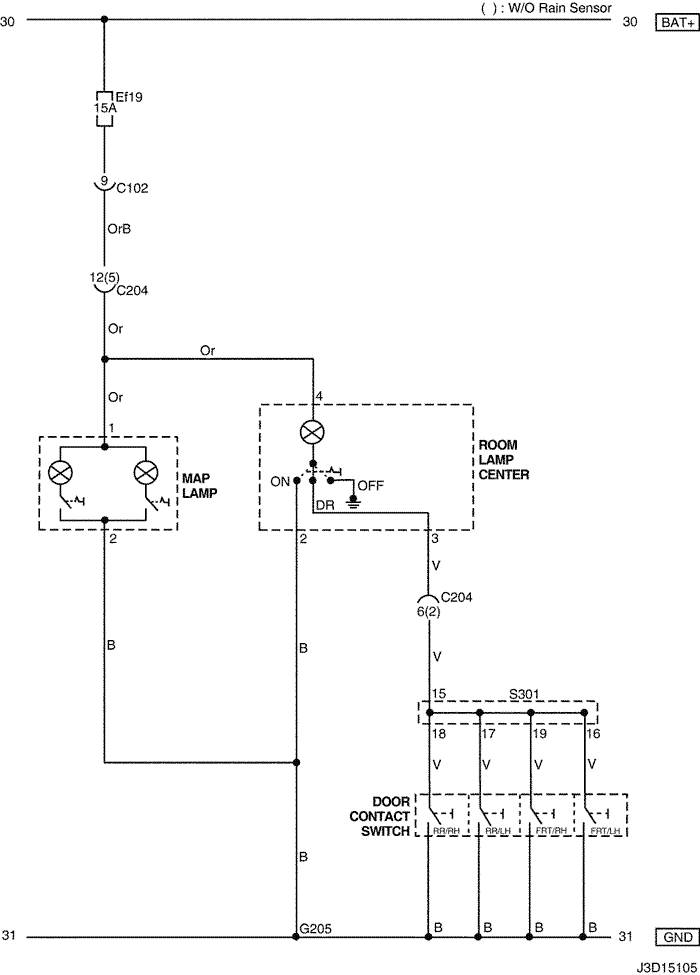 ( ) : W/O Rain Sensor
30
30
BAT+
Ef19
15A
9
C102
OrB
12(5)
C204
Or
Or
Or
4
1
MAP
LAMP
ROOM
LAMP
CENTER
ON
OFF
DR
2
2
3
V
C204
6(2)
B
B
V
15
S301
18
17
19
16
V
V
V
V
DOOR
CONTACT
SWITCH
RR/RH
RR/LH
FRT/RH
FRT/LH
B
G205
B
B
B
B
31
31
GND
J3D15105